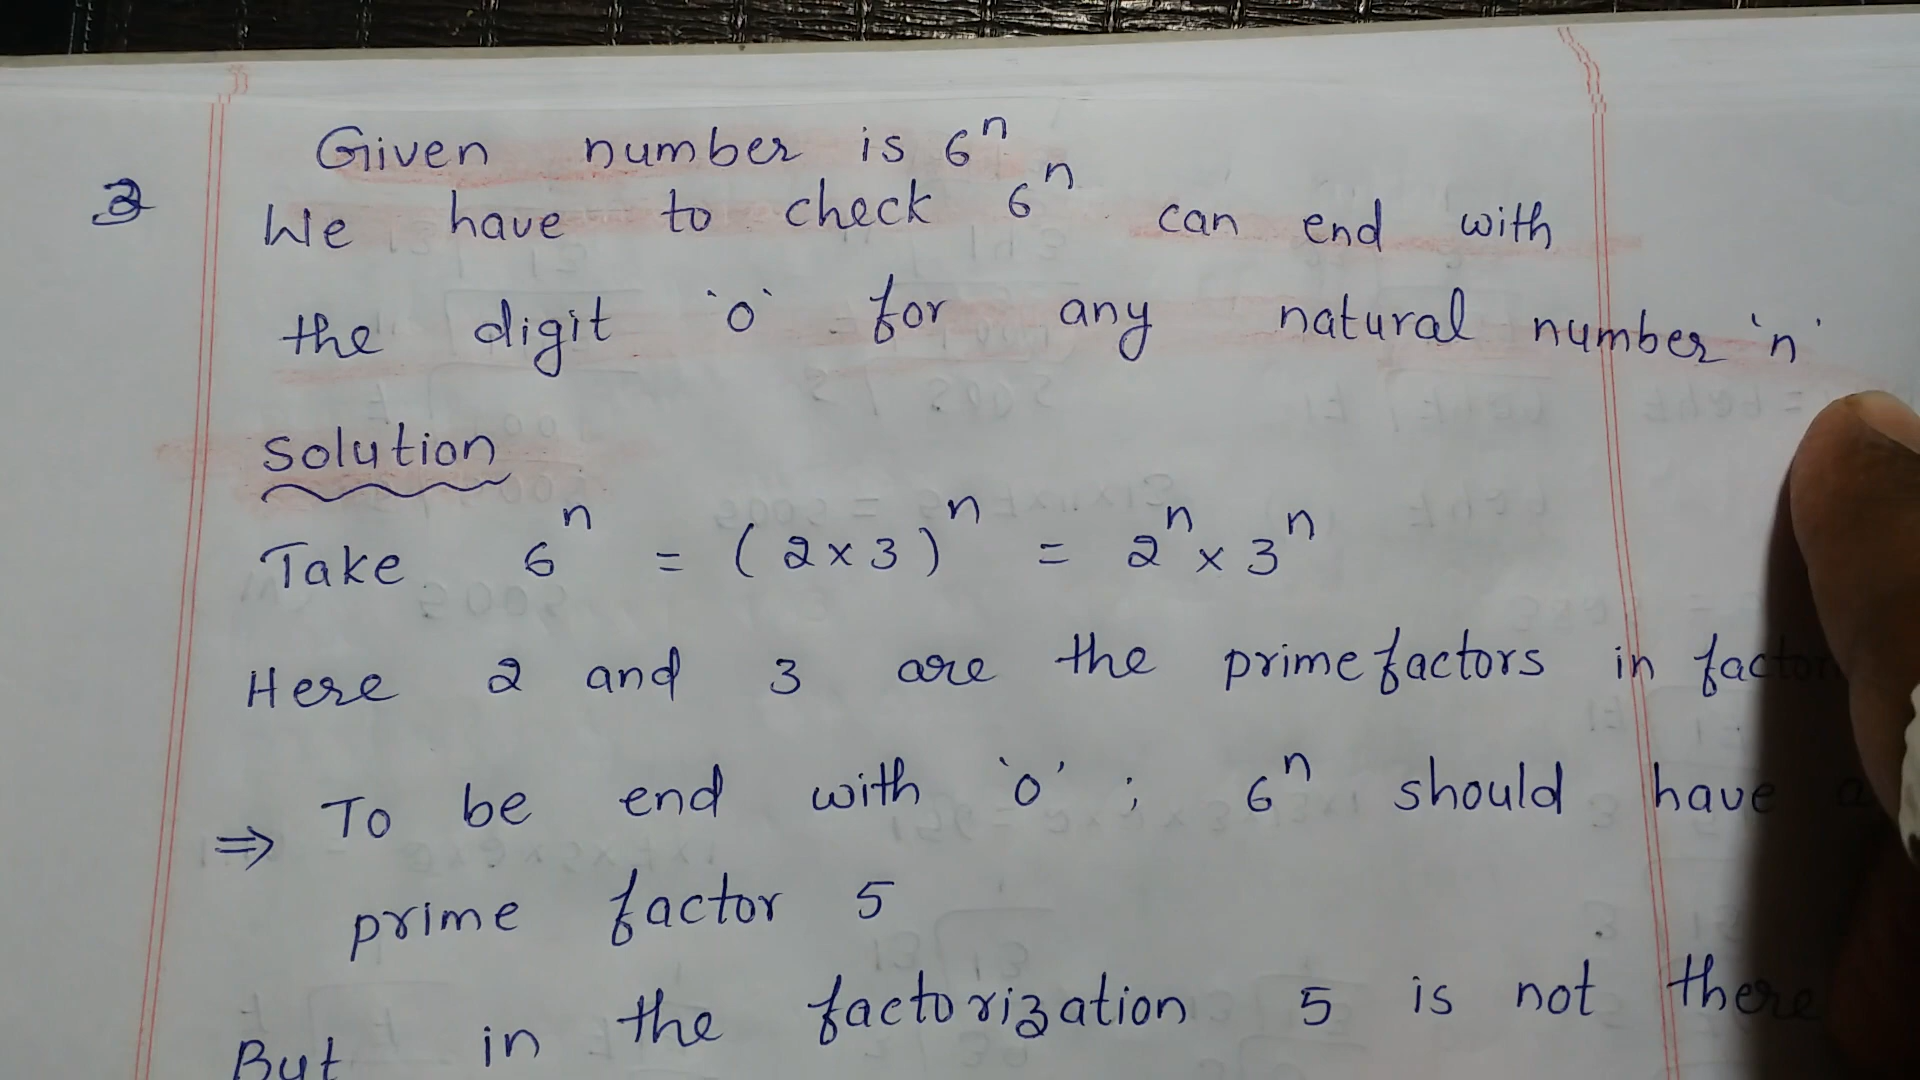 Given number is 6ⁿ
2 We have to check 6ⁿ can end with
the digit '0' for any natural number 'n'
Solution
Take 6ⁿ = (2×3)ⁿ = 2ⁿ × 3ⁿ
Here 2 and 3 are the prime factors in
⇒ To be end with '0' ; 6ⁿ should have a
prime factor 5
But in the factorization 5 is not there